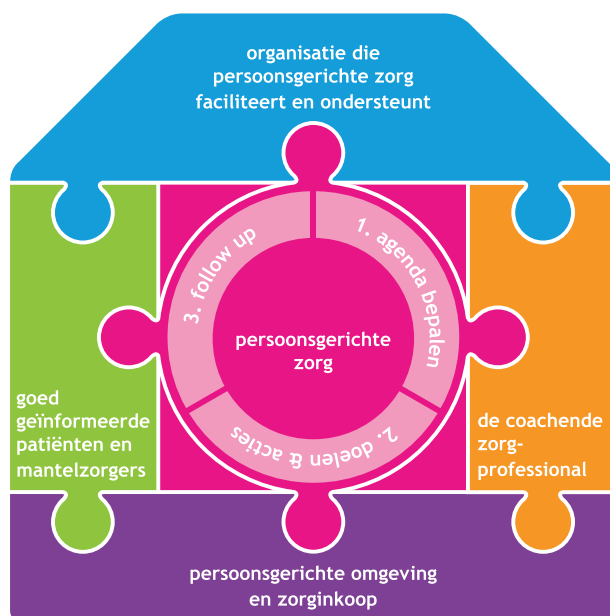 organisatie die
persoonsgerichte zorg
faciliteert en ondersteunt
1. agenda bepalen
2. doelen & acties
3. follow up
persoonsgerichte
zorg
goed
geïnformeerde
patiënten en
mantelzorgers
de coachende
zorg-
professional
persoonsgerichte omgeving
en zorginkoop